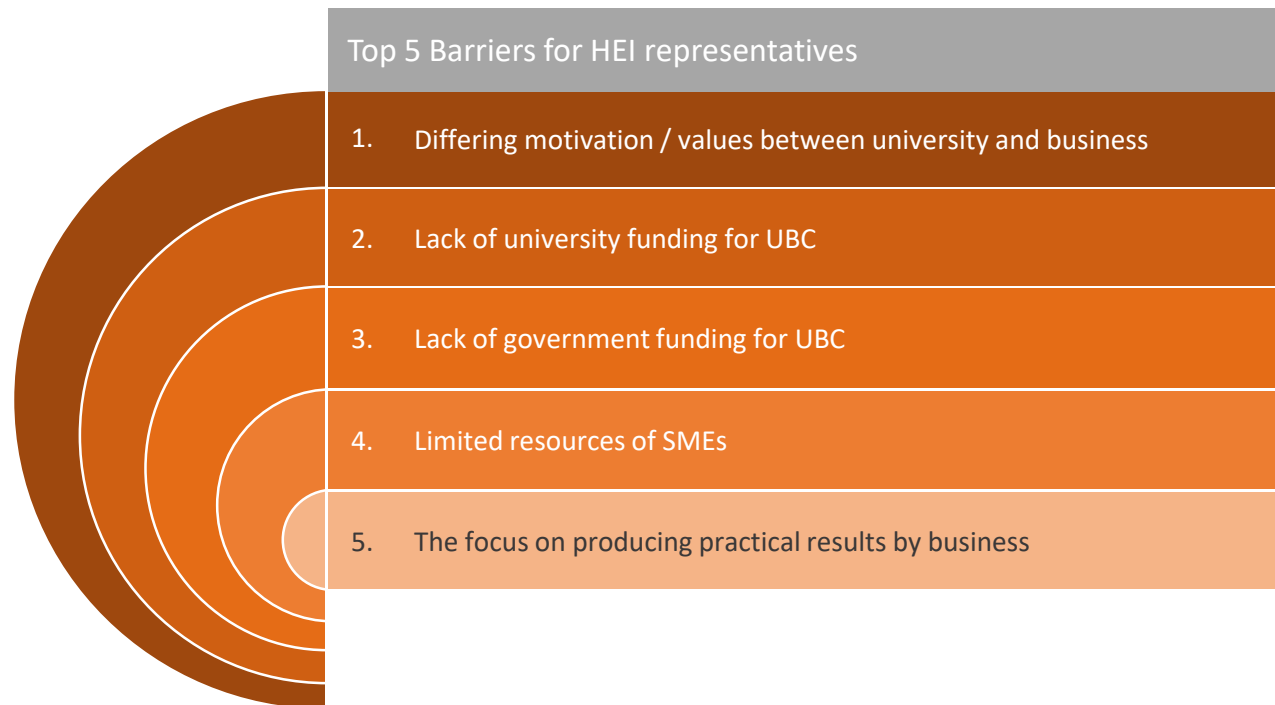 Top 5 Barriers for HEI representatives
1. Differing motivation / values between university and business
2. Lack of university funding for UBC
3. Lack of government funding for UBC
4. Limited resources of SMEs
5. The focus on producing practical results by business